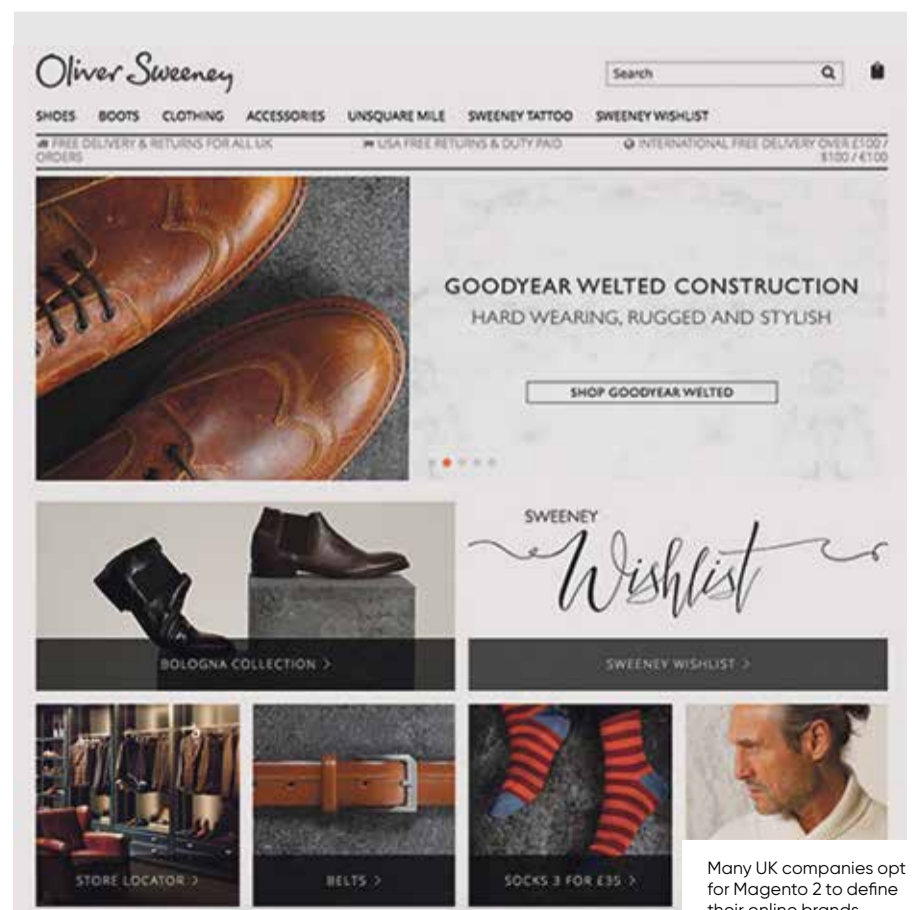 Oliver Sweeney
Search
SHOES BOOTS CLOTHING ACCESSORIES UNSQUARE MILE SWEENEY TATTOO SWEENEY WISHLIST
FREE DELIVERY & RETURNS FOR ALL UK
ORDERS
USA FREE RETURNS & DUTY PAID
INTERNATIONAL FREE DELIVERY OVER £100 /
$100 / €100
GOODYEAR WELTED CONSTRUCTION
HARD WEARING, RUGGED AND STYLISH
SHOP GOODYEAR WELTED
SWEENEY
Wishlist
BOLOGNA COLLECTION >
SWEENEY WISHLIST >
STORE LOCATOR >
BELTS >
SOCKS 3 FOR £35 >
Many UK companies opt
for Magento 2 to define
their online brands